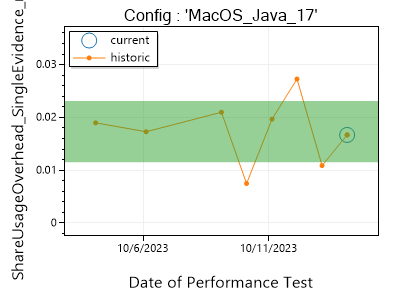 Config : 'MacOS_Java_17'
current
historic
0.03
0.02
0.01
0
10/6/2023
10/11/2023
Date of Performance Test
ShareUsageOverhead_SingleEvidence_